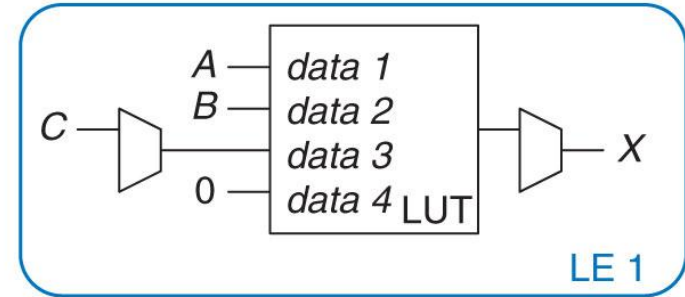 A data 1
B data 2
C data 3
0 data 4 LUT
X
LE 1